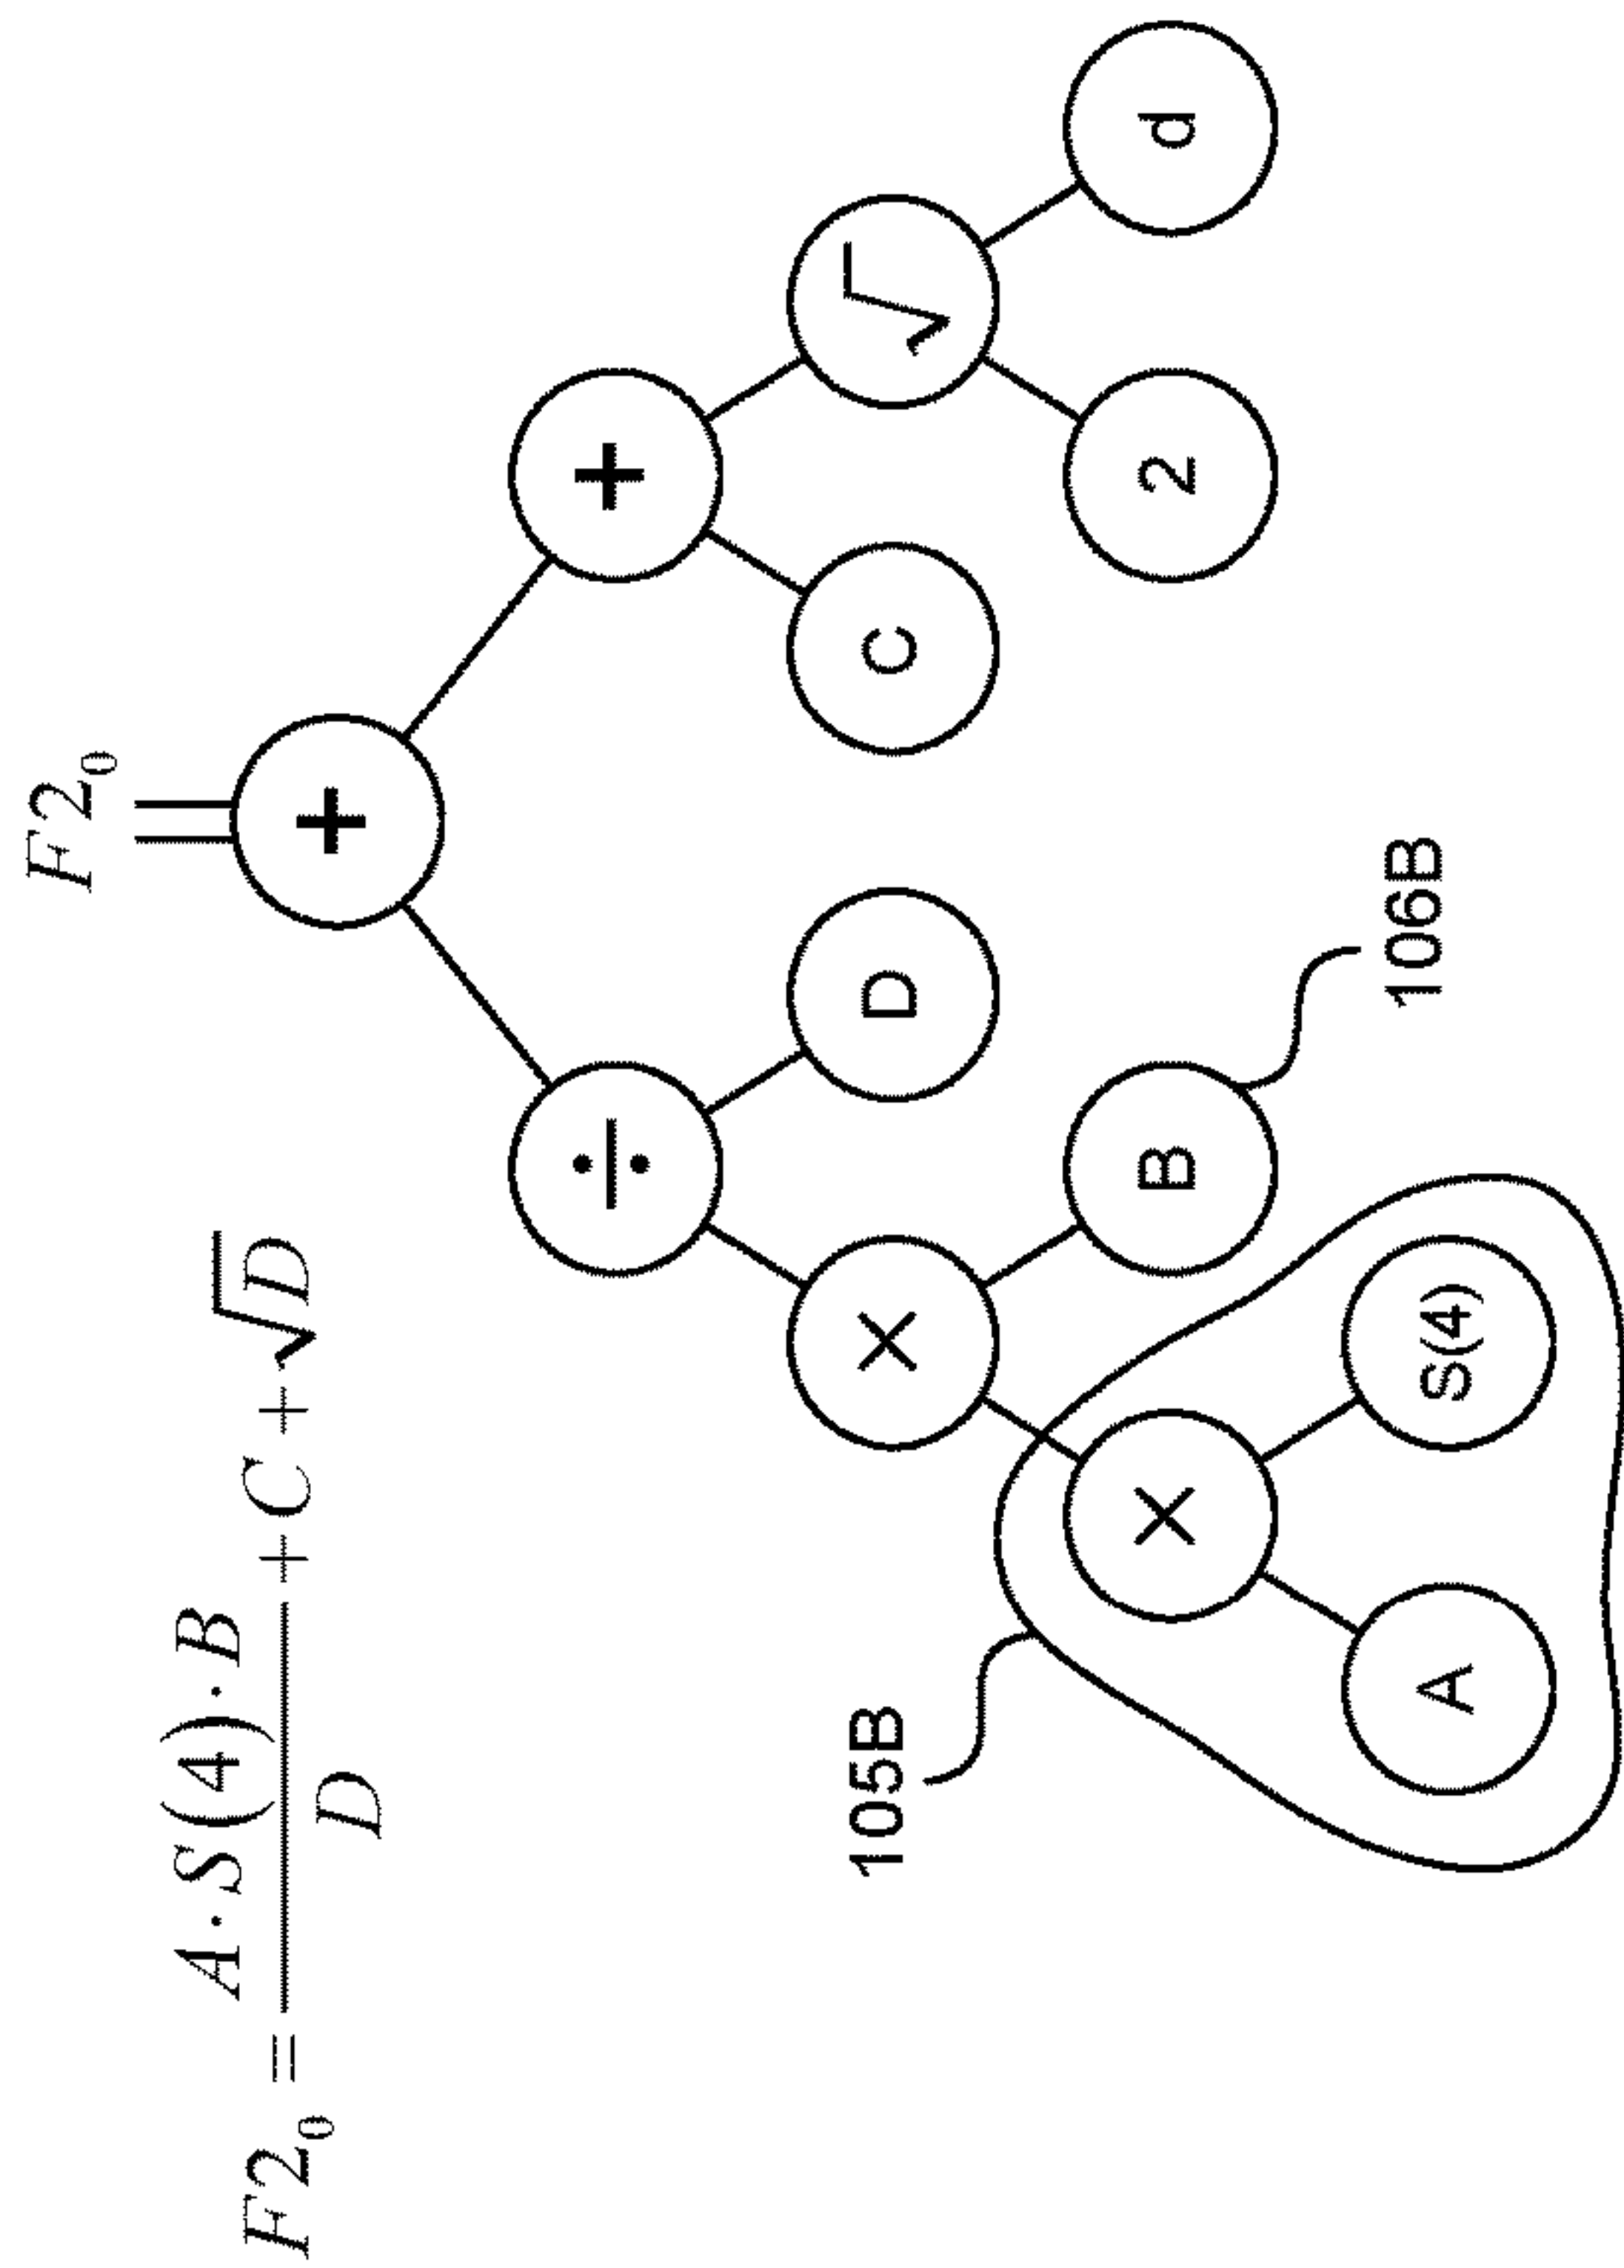 F2₀ = A·S(4)·B / D + C + √D
F2₀
+
÷ +
× D C √
× B 2 d
A S(4)
105B
106B